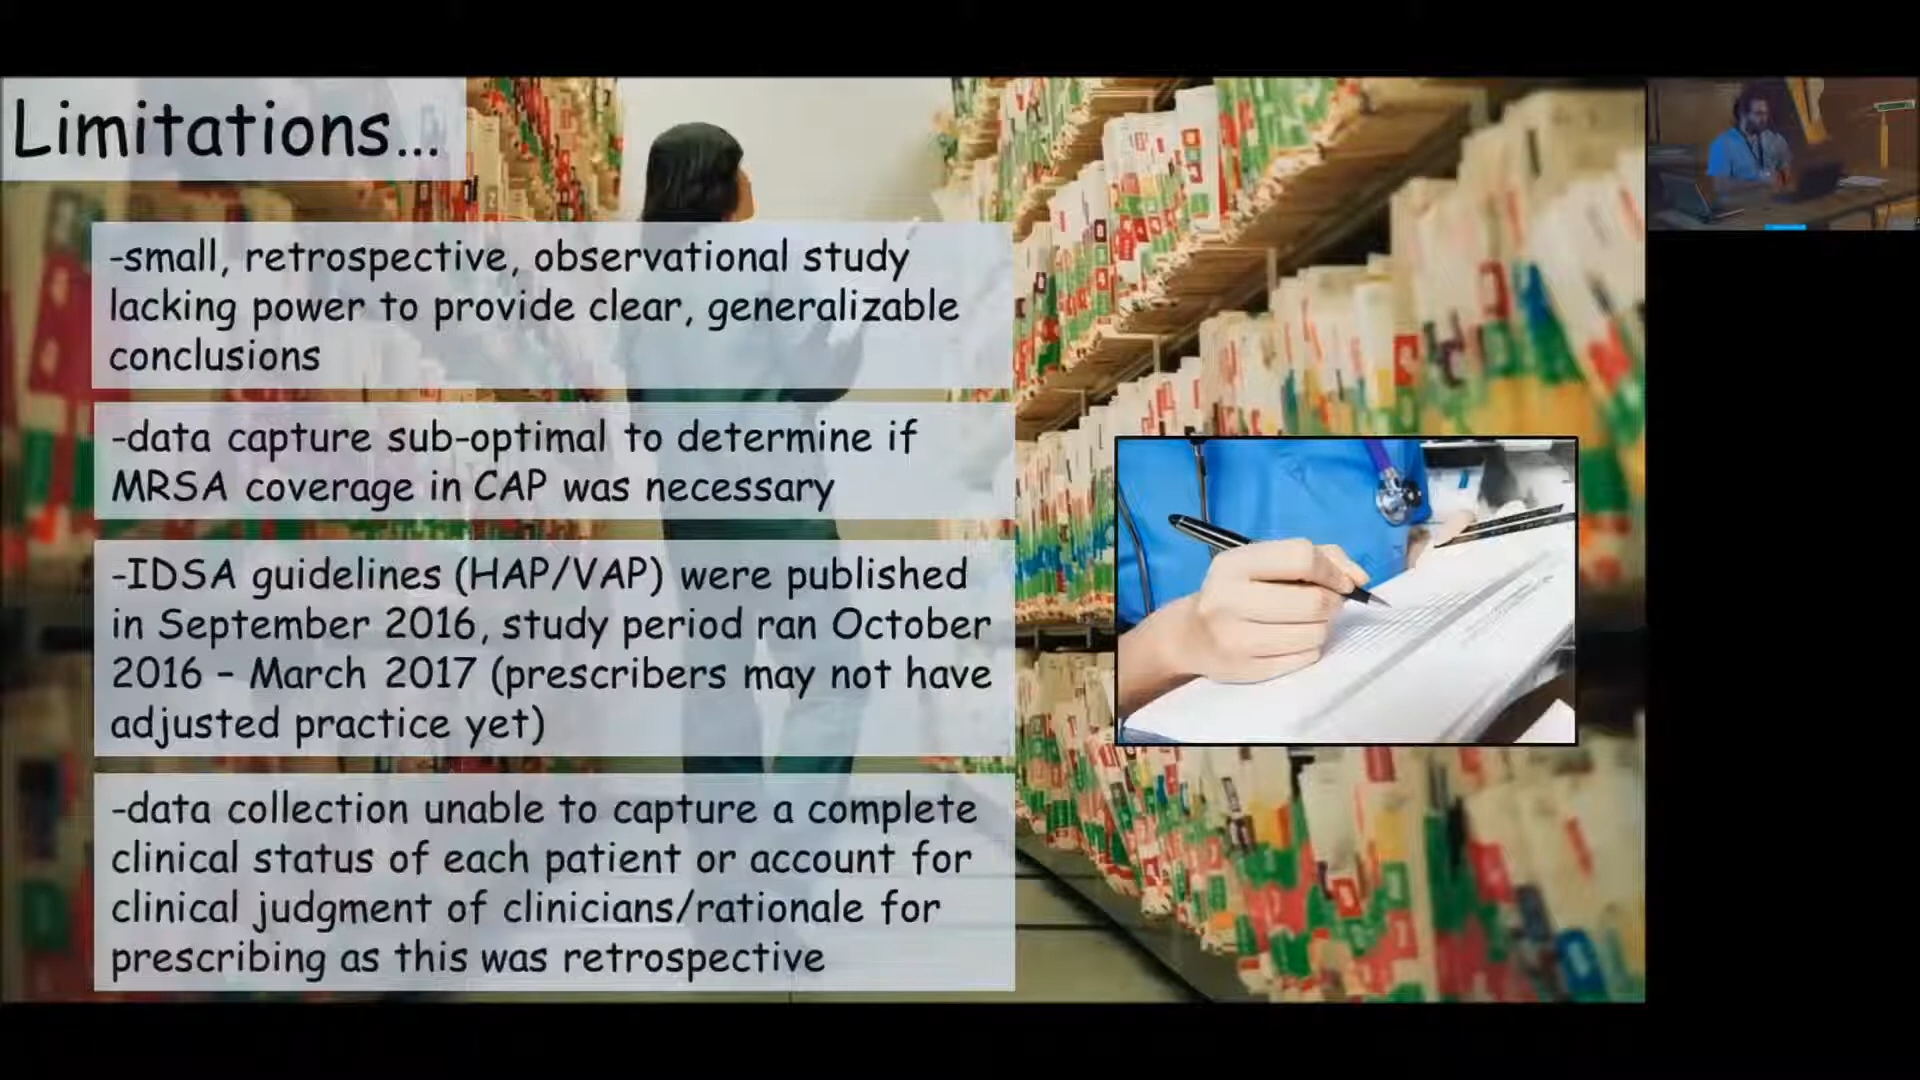 Limitations...
-small, retrospective, observational study
lacking power to provide clear, generalizable
conclusions
-data capture sub-optimal to determine if
MRSA coverage in CAP was necessary
-IDSA guidelines (HAP/VAP) were published
in September 2016, study period ran October
2016 – March 2017 (prescribers may not have
adjusted practice yet)
-data collection unable to capture a complete
clinical status of each patient or account for
clinical judgment of clinicians/rationale for
prescribing as this was retrospective